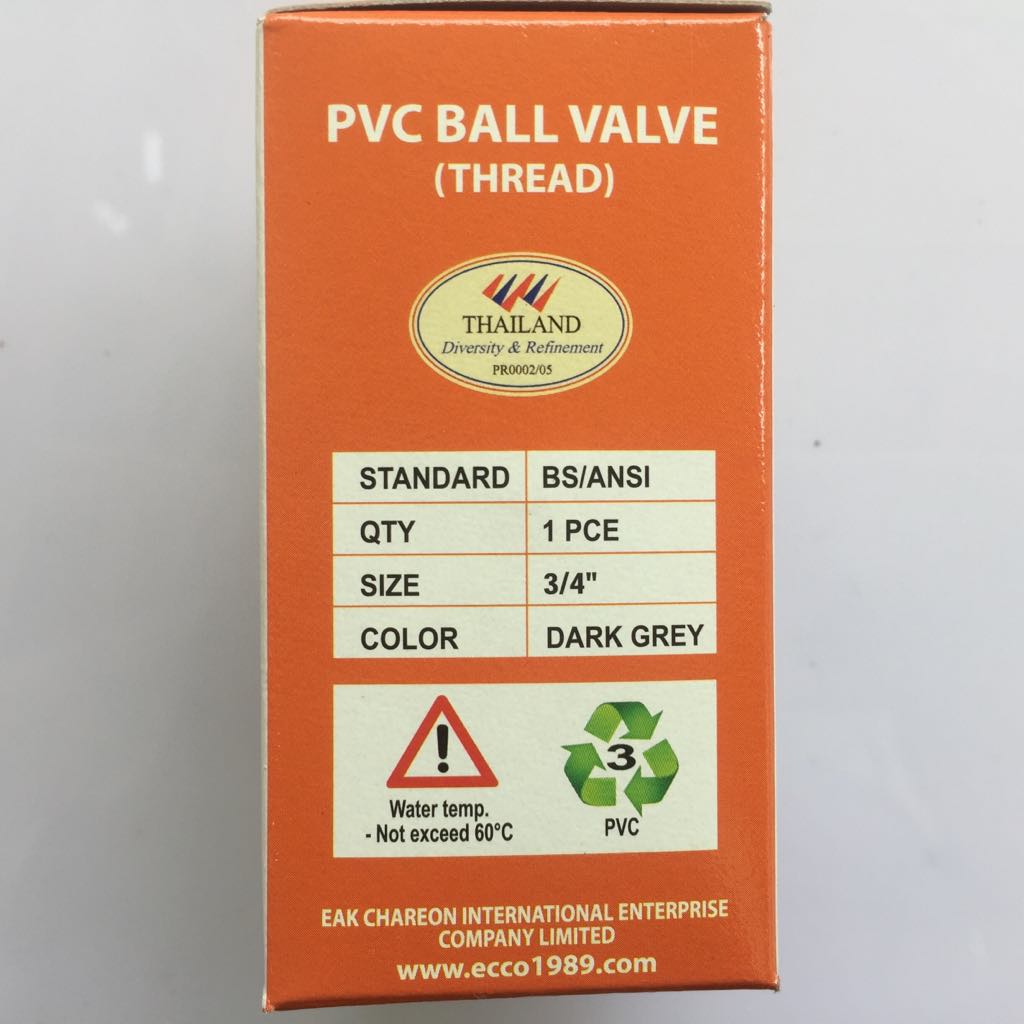 PVC BALL VALVE
(THREAD)
THAILAND
Diversity & Refinement
PR0002/05
STANDARD BS/ANSI
QTY 1 PCE
SIZE 3/4"
COLOR DARK GREY
!
3
Water temp.
- Not exceed 60°C
PVC
EAK CHAREON INTERNATIONAL ENTERPRISE
COMPANY LIMITED
www.ecco1989.com